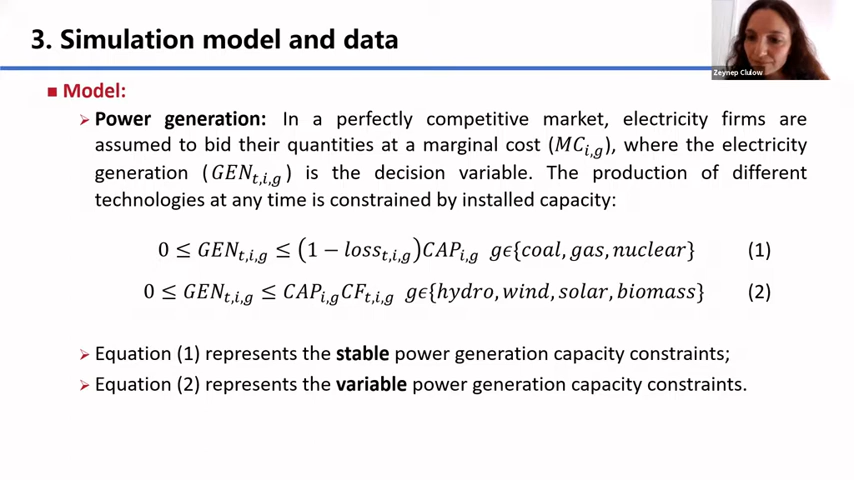 3. Simulation model and data
Zeynep Clulow
■ Model:
➢ Power generation: In a perfectly competitive market, electricity firms are
assumed to bid their quantities at a marginal cost (MC_{i,g}), where the electricity
generation (GEN_{t,i,g}) is the decision variable. The production of different
technologies at any time is constrained by installed capacity:
0 ≤ GEN_{t,i,g} ≤ (1 − loss_{t,i,g})CAP_{i,g} gϵ{coal, gas, nuclear} (1)
0 ≤ GEN_{t,i,g} ≤ CAP_{i,g}CF_{t,i,g} gϵ{hydro, wind, solar, biomass} (2)
➢ Equation (1) represents the stable power generation capacity constraints;
➢ Equation (2) represents the variable power generation capacity constraints.